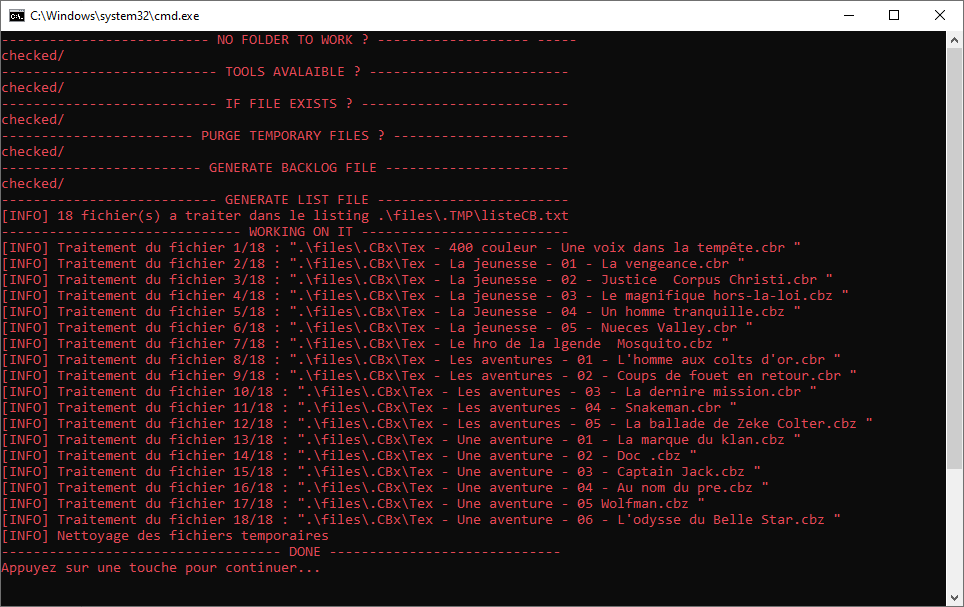 C:\Windows\system32\cmd.exe
-------------------------- NO FOLDER TO WORK ? ------------------- -----
checked/
--------------------------- TOOLS AVALAIBLE ? -------------------------
checked/
--------------------------- IF FILE EXISTS ? --------------------------
checked/
------------------------ PURGE TEMPORARY FILES ? ----------------------
checked/
------------------------- GENERATE BACKLOG FILE -----------------------
checked/
--------------------------- GENERATE LIST FILE ------------------------
[INFO] 18 fichier(s) a traiter dans le listing .\files\.TMP\listeCB.txt
------------------------------ WORKING ON IT --------------------------
[INFO] Traitement du fichier 1/18 : ".\files\.CBx\Tex - 400 couleur - Une voix dans la tempête.cbr "
[INFO] Traitement du fichier 2/18 : ".\files\.CBx\Tex - La jeunesse - 01 - La vengeance.cbr "
[INFO] Traitement du fichier 3/18 : ".\files\.CBx\Tex - La jeunesse - 02 - Justice  Corpus Christi.cbr "
[INFO] Traitement du fichier 4/18 : ".\files\.CBx\Tex - La jeunesse - 03 - Le magnifique hors-la-loi.cbz "
[INFO] Traitement du fichier 5/18 : ".\files\.CBx\Tex - La Jeunesse - 04 - Un homme tranquille.cbz "
[INFO] Traitement du fichier 6/18 : ".\files\.CBx\Tex - La jeunesse - 05 - Nueces Valley.cbr "
[INFO] Traitement du fichier 7/18 : ".\files\.CBx\Tex - Le hro de la lgende  Mosquito.cbz "
[INFO] Traitement du fichier 8/18 : ".\files\.CBx\Tex - Les aventures - 01 - L'homme aux colts d'or.cbr "
[INFO] Traitement du fichier 9/18 : ".\files\.CBx\Tex - Les aventures - 02 - Coups de fouet en retour.cbr "
[INFO] Traitement du fichier 10/18 : ".\files\.CBx\Tex - Les aventures - 03 - La dernire mission.cbr "
[INFO] Traitement du fichier 11/18 : ".\files\.CBx\Tex - Les aventures - 04 - Snakeman.cbr "
[INFO] Traitement du fichier 12/18 : ".\files\.CBx\Tex - Les aventures - 05 - La ballade de Zeke Colter.cbz "
[INFO] Traitement du fichier 13/18 : ".\files\.CBx\Tex - Une aventure - 01 - La marque du klan.cbz "
[INFO] Traitement du fichier 14/18 : ".\files\.CBx\Tex - Une aventure - 02 - Doc .cbz "
[INFO] Traitement du fichier 15/18 : ".\files\.CBx\Tex - Une aventure - 03 - Captain Jack.cbz "
[INFO] Traitement du fichier 16/18 : ".\files\.CBx\Tex - Une aventure - 04 - Au nom du pre.cbz "
[INFO] Traitement du fichier 17/18 : ".\files\.CBx\Tex - Une aventure - 05 Wolfman.cbz "
[INFO] Traitement du fichier 18/18 : ".\files\.CBx\Tex - Une aventure - 06 - L'odysse du Belle Star.cbz "
[INFO] Nettoyage des fichiers temporaires
----------------------------------- DONE -----------------------------
Appuyez sur une touche pour continuer...